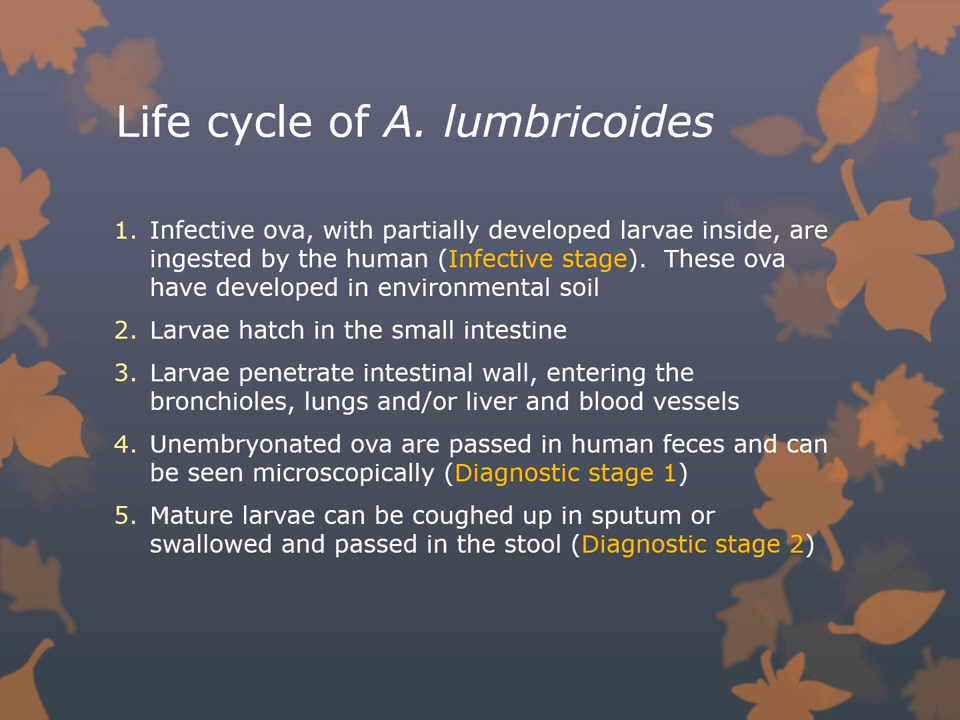 Life cycle of A. lumbricoides
1. Infective ova, with partially developed larvae inside, are
ingested by the human (Infective stage).  These ova
have developed in environmental soil
2. Larvae hatch in the small intestine
3. Larvae penetrate intestinal wall, entering the
bronchioles, lungs and/or liver and blood vessels
4. Unembryonated ova are passed in human feces and can
be seen microscopically (Diagnostic stage 1)
5. Mature larvae can be coughed up in sputum or
swallowed and passed in the stool (Diagnostic stage 2)